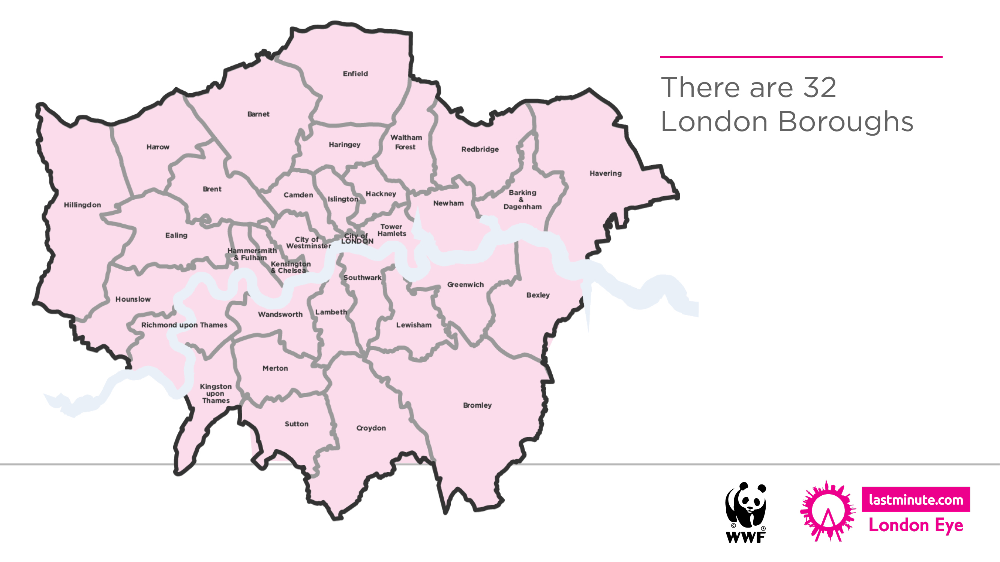 There are 32
London Boroughs
Enfield
Barnet
Waltham
Forest
Haringey
Harrow
Redbridge
Havering
Brent
Camden
Hackney
Islington
Barking
&
Dagenham
Newham
Hillingdon
Ealing
Tower
Hamlets
City of
LONDON
City of
Westminster
Hammersmith
& Fulham
Kensington
& Chelsea
Southwark
Greenwich
Bexley
Hounslow
Wandsworth
Lambeth
Richmond upon Thames
Lewisham
Merton
Kingston
upon
Thames
Bromley
Sutton
Croydon
© ®
WWF
lastminute.com
London Eye